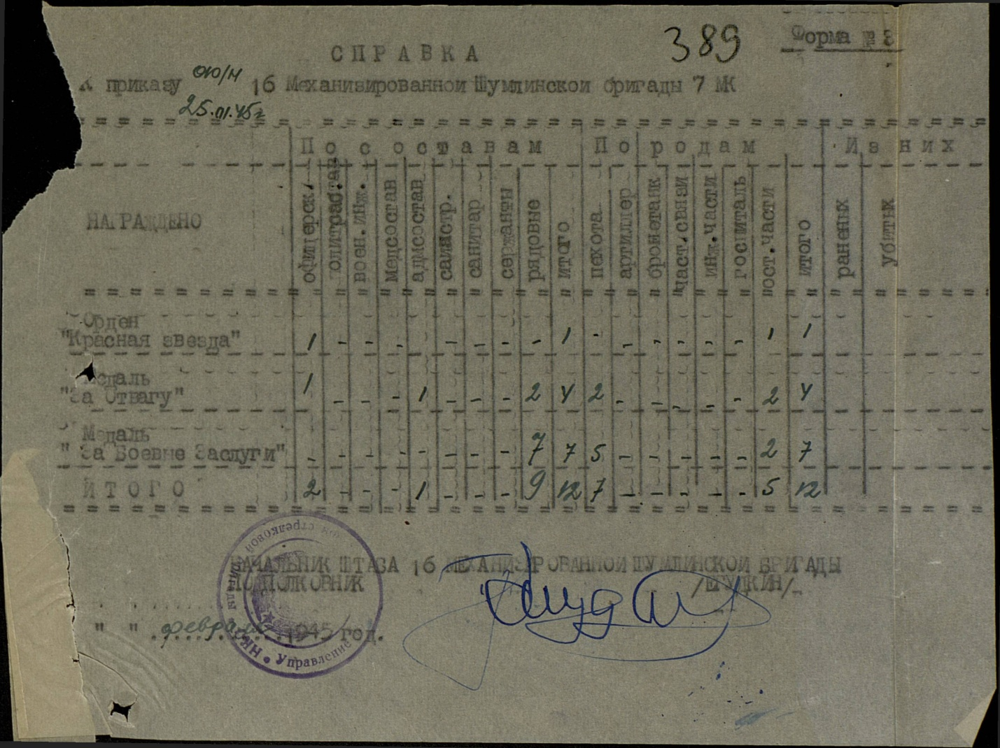 389
Форма № 8
СПРАВКА
К приказу 010/н 16 Механизированной Шумлинской бригады 7 МК
25.01.45г
По составам По родам Из них
НАГРАЖДЕНО офицерск. политсостав воен.инж. медсостав адмсостав санинстр. санитар сержанты рядовые итого пехота артиллер бронетанк част.связи инж.части госпиталь ост.части итого раненых убитых
Орден
"Красная звезда" 1 - - - - - - - 1 - - - - - - 1 1
Медаль
"За Отвагу" 1 - - - 1 - - - 2 4 2 - - - - - 2 4
Медаль
"За Боевые Заслуги" - - - - - - - - 7 7 5 - - - - - 2 7
ИТОГО 2 - - - 1 - - - 9 12 7 - - - - - 5 12
НАЧАЛЬНИК ШТАБА 16 МЕХАНИЗИРОВАННОЙ ШУМЛИНСКОЙ БРИГАДЫ
ПОДПОЛКОВНИК
" " февраля 1945 год.
стрелковой бригады • НКО • Управление